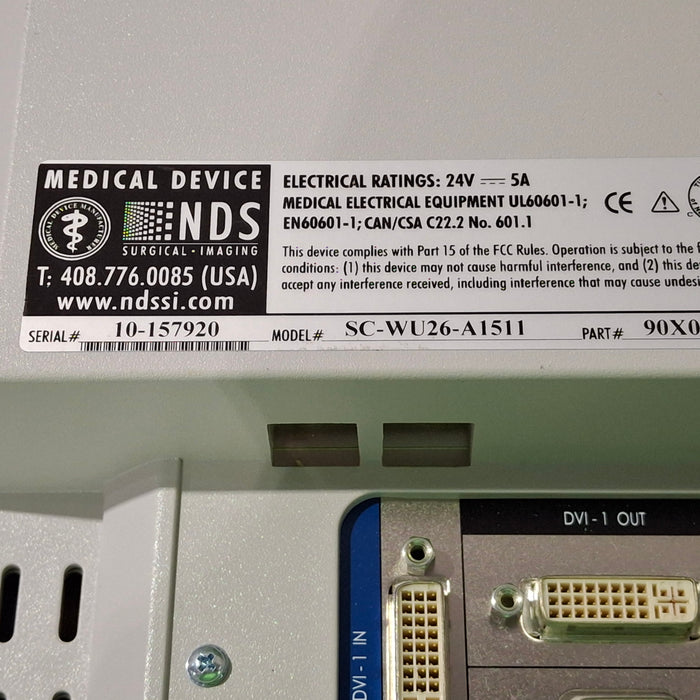 MEDICAL DEVICE
MEDICAL DEVICE MANUFACTURER
NDS
SURGICAL · IMAGING
T: 408.776.0085 (USA)
www.ndssi.com
ELECTRICAL RATINGS: 24V ⎓ 5A
MEDICAL ELECTRICAL EQUIPMENT UL60601-1;
EN60601-1; CAN/CSA C22.2 No. 601.1
CE
This device complies with Part 15 of the FCC Rules. Operation is subject to the
conditions: (1) this device may not cause harmful interference, and (2) this
accept any interference received, including interference that may cause
SERIAL# 10-157920 MODEL# SC-WU26-A1511 PART# 90X0
DVI-1 OUT
DVI-1 IN